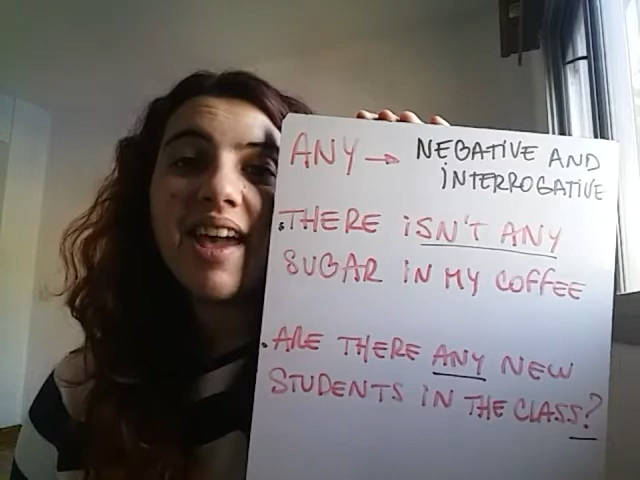 ANY → NEGATIVE AND
INTERROGATIVE
. THERE ISN'T ANY
SUGAR IN MY COFFEE
. ARE THERE ANY NEW
STUDENTS IN THE CLASS?